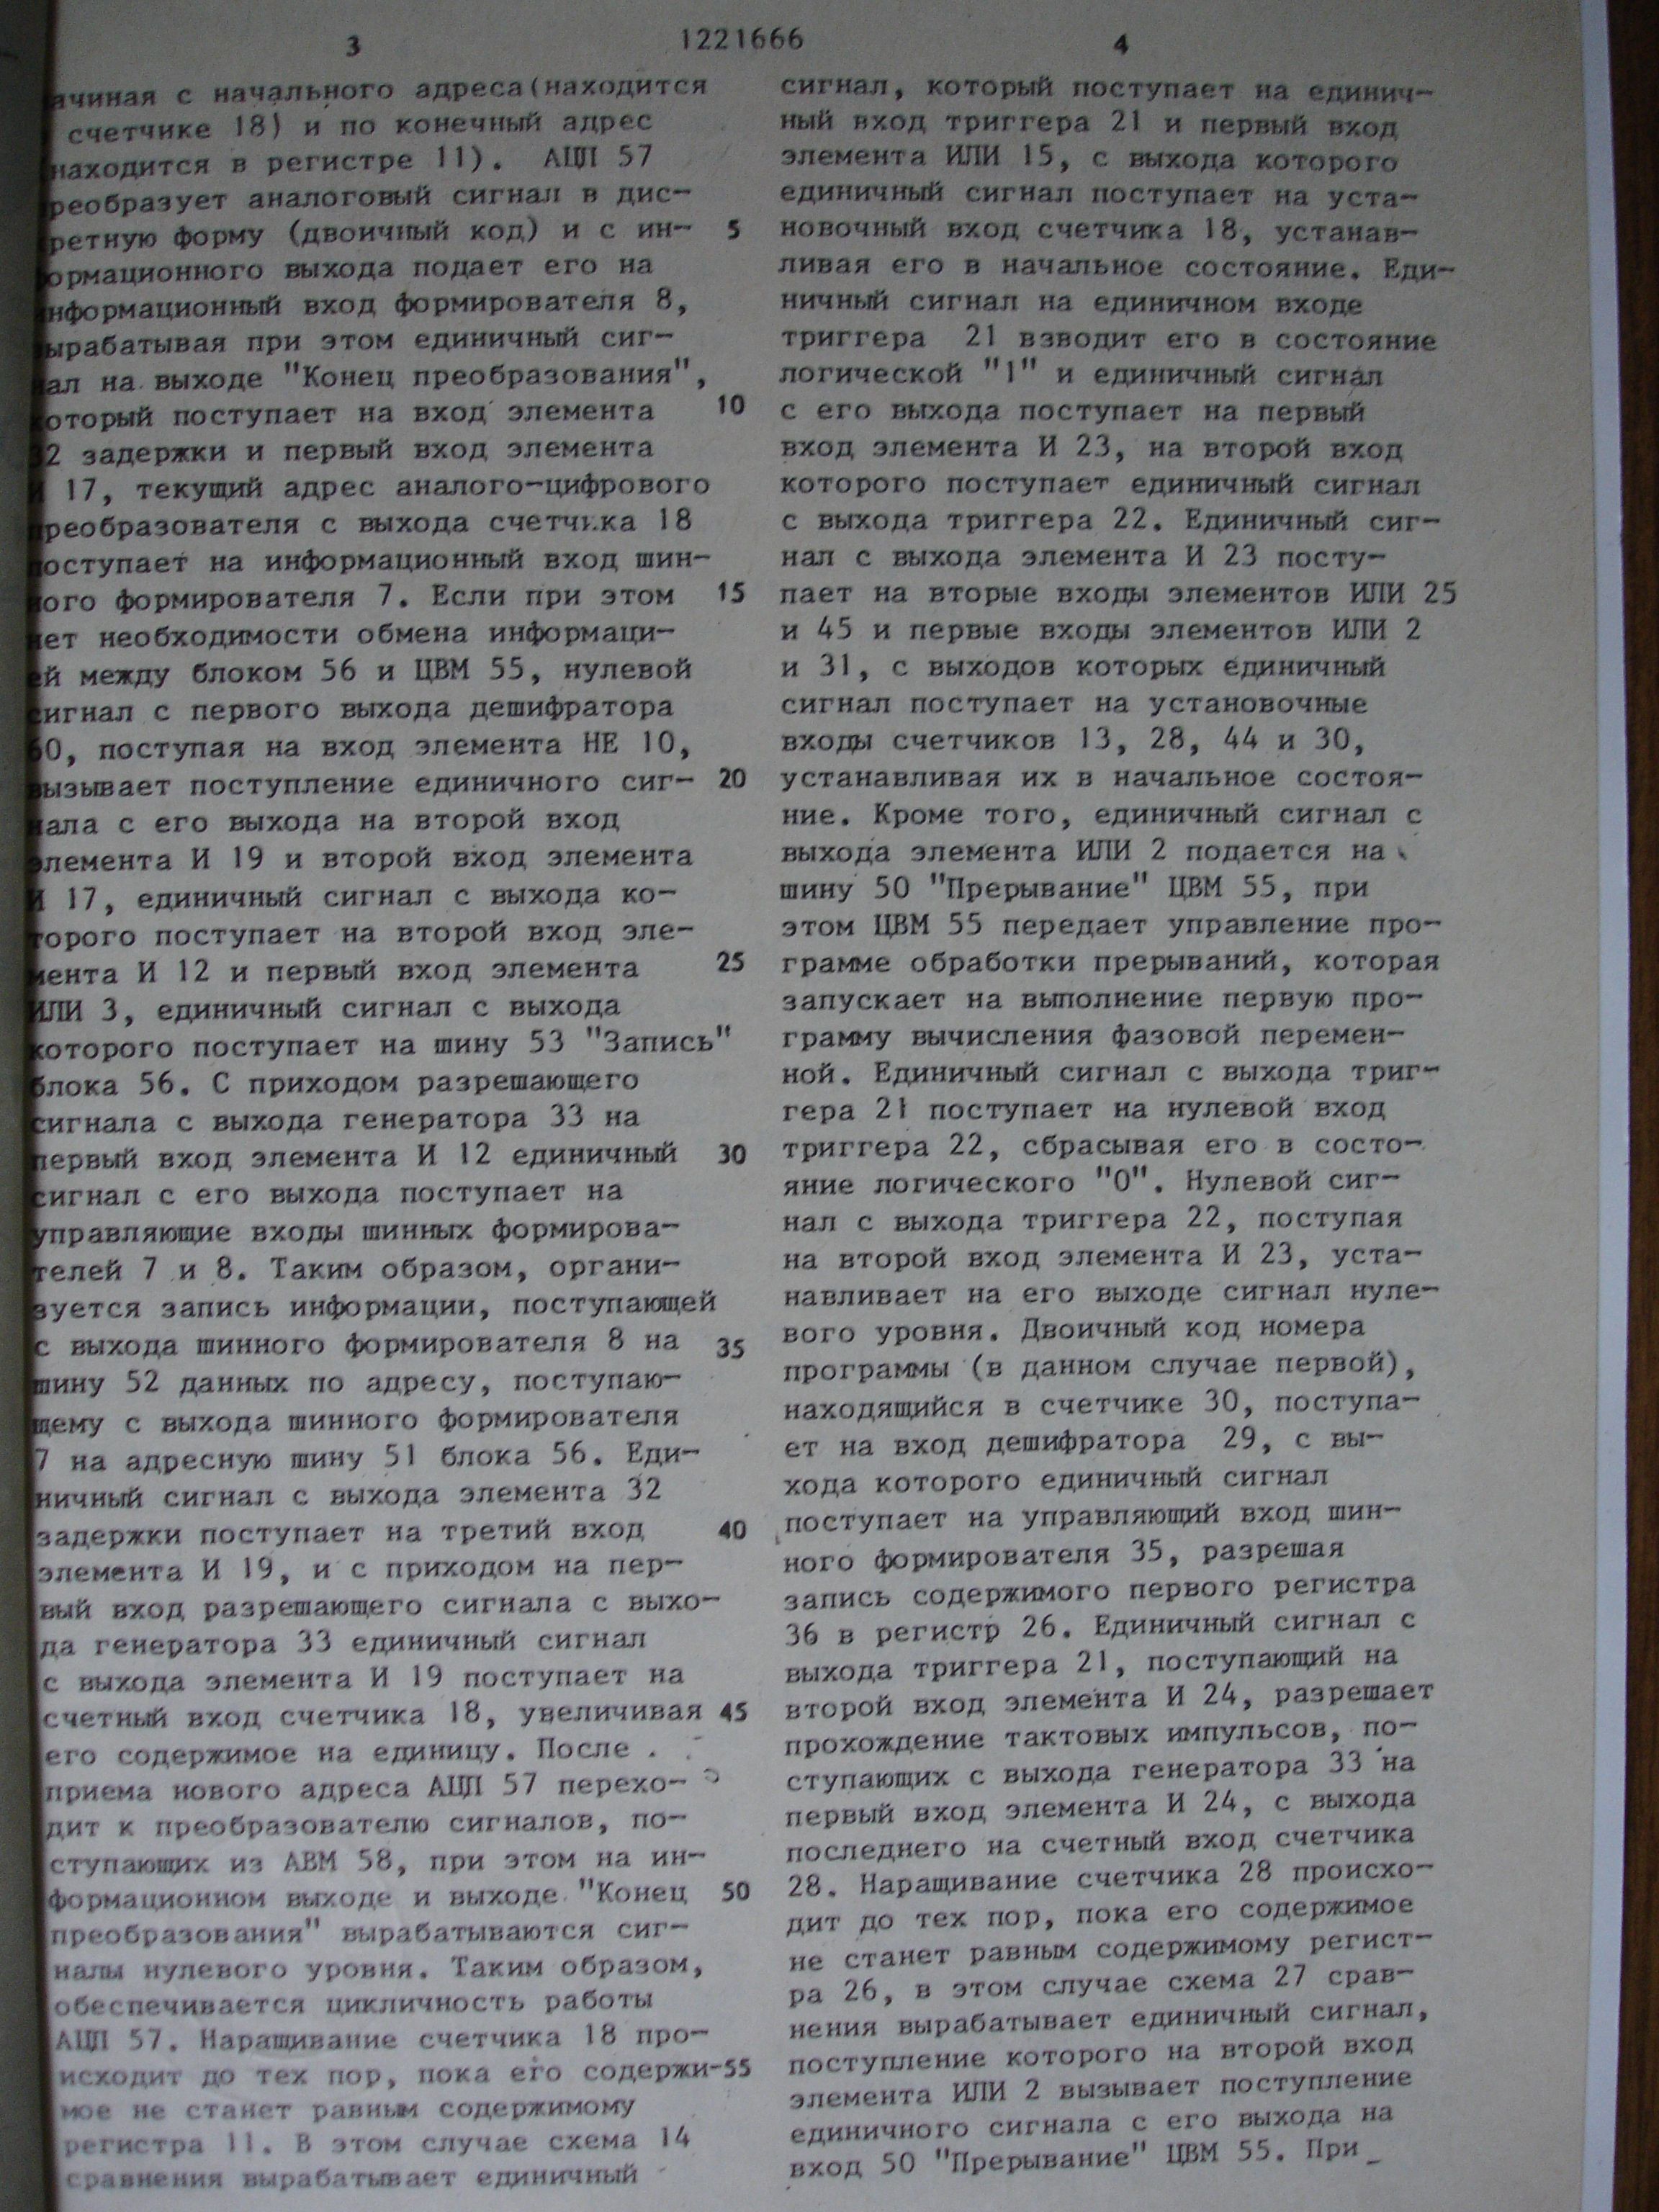 3
1221666
4
ачиная с начального адреса(находится
счетчике 18) и по конечный адрес
находится в регистре 11). АЦП 57
реобразует аналоговый сигнал в дис-
ретную форму (двоичный код) и с ин-
ормационного выхода подает его на
нформационный вход формирователя 8,
ырабатывая при этом единичный сиг-
нал на выходе "Конец преобразования",
который поступает на вход элемента
32 задержки и первый вход элемента
И 17, текущий адрес аналого-цифрового
преобразователя с выхода счетчика 18
поступает на информационный вход шин-
ного формирователя 7. Если при этом
нет необходимости обмена информаци-
ей между блоком 56 и ЦВМ 55, нулевой
сигнал с первого выхода дешифратора
60, поступая на вход элемента НЕ 10,
вызывает поступление единичного сиг-
нала с его выхода на второй вход
элемента И 19 и второй вход элемента
И 17, единичный сигнал с выхода ко-
торого поступает на второй вход эле-
мента И 12 и первый вход элемента
ИЛИ 3, единичный сигнал с выхода
которого поступает на шину 53 "Запись"
блока 56. С приходом разрешающего
сигнала с выхода генератора 33 на
первый вход элемента И 12 единичный
сигнал с его выхода поступает на
управляющие входы шинных формирова-
телей 7 и 8. Таким образом, органи-
зуется запись информации, поступающей
с выхода шинного формирователя 8 на
шину 52 данных по адресу, поступаю-
щему с выхода шинного формирователя
7 на адресную шину 51 блока 56. Еди-
ничный сигнал с выхода элемента 32
задержки поступает на третий вход
элемента И 19, и с приходом на пер-
вый вход разрешающего сигнала с выхо-
да генератора 33 единичный сигнал
с выхода элемента И 19 поступает на
счетный вход счетчика 18, увеличивая
его содержимое на единицу. После
приема нового адреса АЦП 57 перехо-
дит к преобразователю сигналов, по-
ступающих из АВМ 58, при этом на ин-
формационном выходе и выходе "Конец
преобразования" вырабатываются сиг-
налы нулевого уровня. Таким образом,
обеспечивается цикличность работы
АЦП 57. Наращивание счетчика 18 про-
исходит до тех пор, пока его содержи-
мое не станет равным содержимому
регистра 11. В этом случае схема 14
сравнения вырабатывает единичный
5
10
15
20
25
30
35
40
45
50
55
сигнал, который поступает на единич-
ный вход триггера 21 и первый вход
элемента ИЛИ 15, с выхода которого
единичный сигнал поступает на уста-
новочный вход счетчика 18, устанав-
ливая его в начальное состояние. Еди-
ничный сигнал на единичном входе
триггера 21 взводит его в состояние
логической "1" и единичный сигнал
с его выхода поступает на первый
вход элемента И 23, на второй вход
которого поступает единичный сигнал
с выхода триггера 22. Единичный сиг-
нал с выхода элемента И 23 посту-
пает на вторые входы элементов ИЛИ 25
и 45 и первые входы элементов ИЛИ 2
и 31, с выходов которых единичный
сигнал поступает на установочные
входы счетчиков 13, 28, 44 и 30,
устанавливая их в начальное состоя-
ние. Кроме того, единичный сигнал с
выхода элемента ИЛИ 2 подается на
шину 50 "Прерывание" ЦВМ 55, при
этом ЦВМ 55 передает управление про-
грамме обработки прерываний, которая
запускает на выполнение первую про-
грамму вычисления фазовой перемен-
ной. Единичный сигнал с выхода триг-
гера 21 поступает на нулевой вход
триггера 22, сбрасывая его в состо-
яние логического "0". Нулевой сиг-
нал с выхода триггера 22, поступая
на второй вход элемента И 23, уста-
навливает на его выходе сигнал нуле-
вого уровня. Двоичный код номера
программы (в данном случае первой),
находящийся в счетчике 30, поступа-
ет на вход дешифратора 29, с вы-
хода которого единичный сигнал
поступает на управляющий вход шин-
ного формирователя 35, разрешая
запись содержимого первого регистра
36 в регистр 26. Единичный сигнал с
выхода триггера 21, поступающий на
второй вход элемента И 24, разрешает
прохождение тактовых импульсов, по-
ступающих с выхода генератора 33 на
первый вход элемента И 24, с выхода
последнего на счетный вход счетчика
28. Наращивание счетчика 28 происхо-
дит до тех пор, пока его содержимое
не станет равным содержимому регист-
ра 26, в этом случае схема 27 срав-
нения вырабатывает единичный сигнал,
поступление которого на второй вход
элемента ИЛИ 2 вызывает поступление
единичного сигнала с его выхода на
вход 50 "Прерывание" ЦВМ 55. При